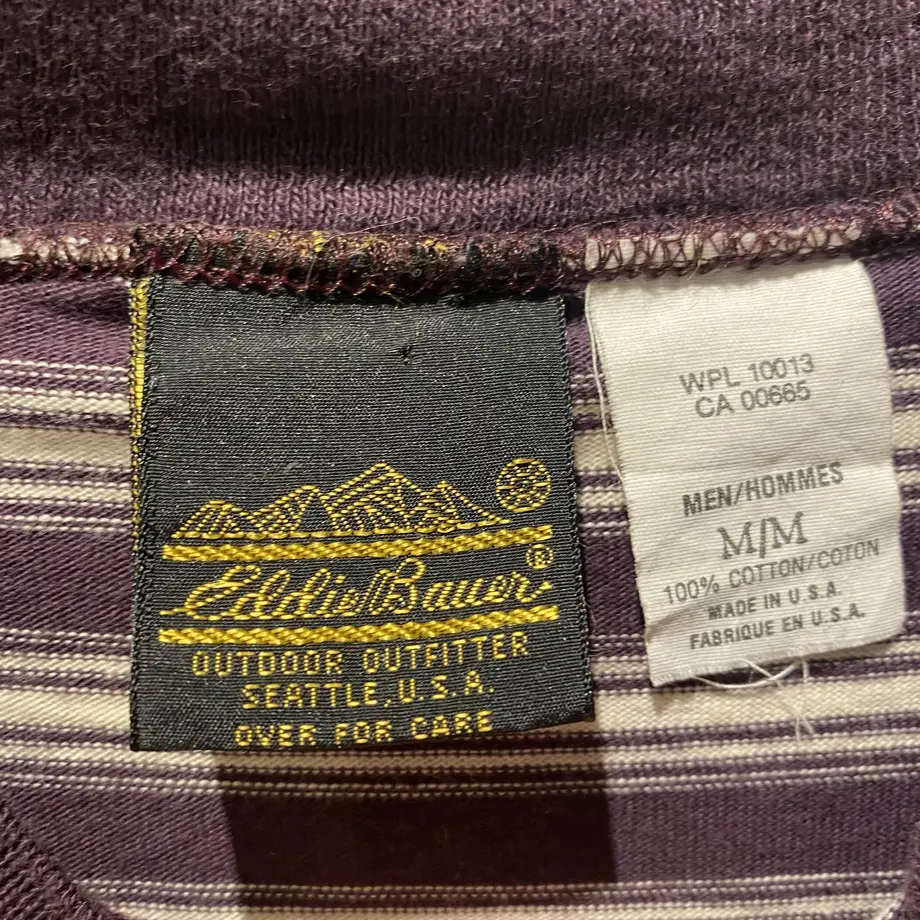 Eddie Bauer®
OUTDOOR OUTFITTER
SEATTLE, U.S.A.
OVER FOR CARE
WPL 10013
CA 00665
MEN/HOMMES
M/M
100% COTTON/COTON
MADE IN U.S.A.
FABRIQUE EN U.S.A.